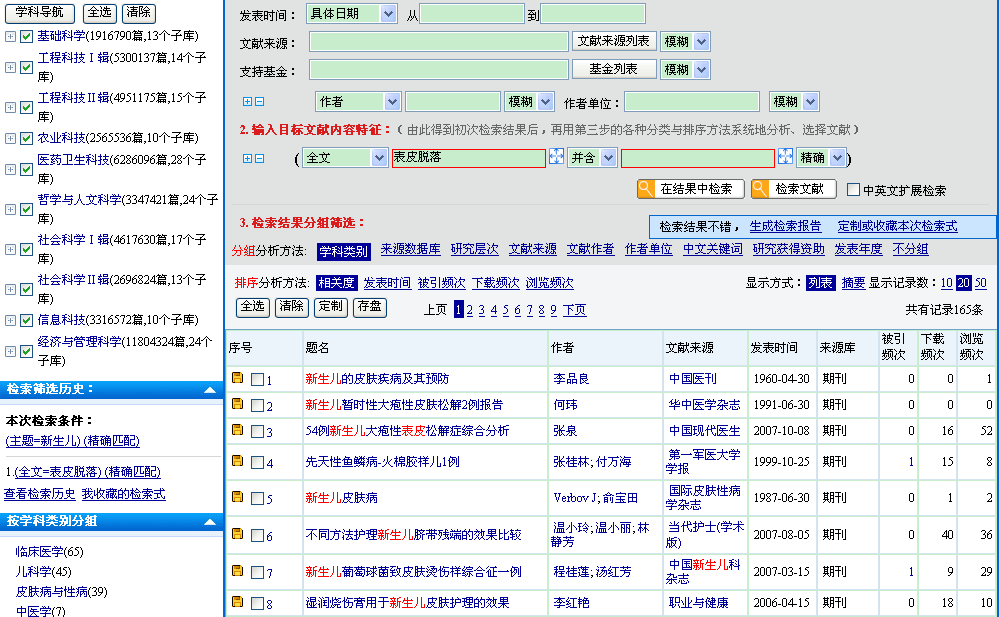 学科导航 全选 清除
基础科学(1916790篇,13个子库)
工程科技Ⅰ辑(5300137篇,14个子
库)
工程科技Ⅱ辑(4951175篇,15个子
库)
农业科技(2565536篇,10个子库)
医药卫生科技(6286096篇,28个子
库)
哲学与人文科学(3347421篇,24个子
库)
社会科学Ⅰ辑(4617630篇,17个子
库)
社会科学Ⅱ辑(2696824篇,13个子
库)
信息科技(3316572篇,10个子库)
经济与管理科学(11804324篇,24个
子库)
检索筛选历史：
本次检索条件：
(主题=新生儿)(精确匹配)
1.(全文=表皮脱落)(精确匹配)
查看检索历史 我收藏的检索式
按学科类别分组
临床医学(65)
儿科学(45)
皮肤病与性病(39)
中医学(7)
发表时间： 具体日期 从 到
文献来源： 文献来源列表 模糊
支持基金： 基金列表 模糊
作者 模糊 作者单位： 模糊
2. 输入目标文献内容特征：（由此得到初次检索结果后，再用第三步的各种分类与排序方法系统地分析、选择文献）
( 全文 表皮脱落 并含 精确 )
在结果中检索 检索文献 中英文扩展检索
3. 检索结果分组筛选：
检索结果不错， 生成检索报告 定制或收藏本次检索式
分组分析方法: 学科类别 来源数据库 研究层次 文献来源 文献作者 作者单位 中文关键词 研究获得资助 发表年度 不分组
排序分析方法: 相关度 发表时间 被引频次 下载频次 浏览频次 显示方式：列表 摘要 显示记录数：10 20 50
全选 清除 定制 存盘 上页 1 2 3 4 5 6 7 8 9 下页 共有记录165条
序号 题名 作者 文献来源 发表时间 来源库 被引频次 下载频次 浏览频次
1 新生儿的皮肤疾病及其预防 李品良 中国医刊 1960-04-30 期刊 0 0 1
2 新生儿暂时性大疱性皮肤松解2例报告 何玮 华中医学杂志 1991-06-30 期刊 0 0 0
3 54例新生儿大疱性表皮松解症综合分析 张泉 中国现代医生 2007-10-08 期刊 0 16 52
4 先天性鱼鳞病-火棉胶样儿1例 张桂林;付万海 第一军医大学学报 1999-10-25 期刊 1 15 8
5 新生儿皮肤病 Verbov J;俞宝田 国际皮肤性病学杂志 1987-06-30 期刊 0 1 2
6 不同方法护理新生儿脐带残端的效果比较 温小玲;温小丽;林静芳 当代护士(学术版) 2007-08-05 期刊 0 40 36
7 新生儿葡萄球菌致皮肤烫伤样综合征一例 程桂莲;汤红芳 中国新生儿科杂志 2007-03-15 期刊 1 9 29
8 湿润烧伤膏用于新生儿皮肤护理的效果 李红艳 职业与健康 2006-04-15 期刊 0 18 10